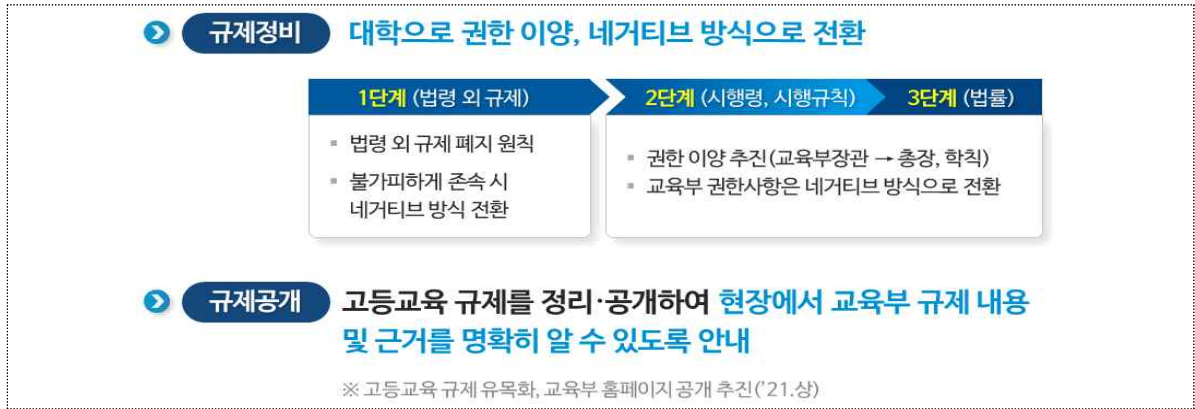 규제정비 대학으로 권한 이양, 네거티브 방식으로 전환
1단계 (법령 외 규제)
▪ 법령 외 규제 폐지 원칙
▪ 불가피하게 존속 시
네거티브 방식 전환
2단계 (시행령, 시행규칙) 3단계 (법률)
▪ 권한 이양 추진(교육부장관 → 총장, 학칙)
▪ 교육부 권한사항은 네거티브 방식으로 전환
규제공개 고등교육 규제를 정리·공개하여 현장에서 교육부 규제 내용
및 근거를 명확히 알 수 있도록 안내
※ 고등교육 규제 유목화, 교육부 홈페이지 공개 추진('21.상)